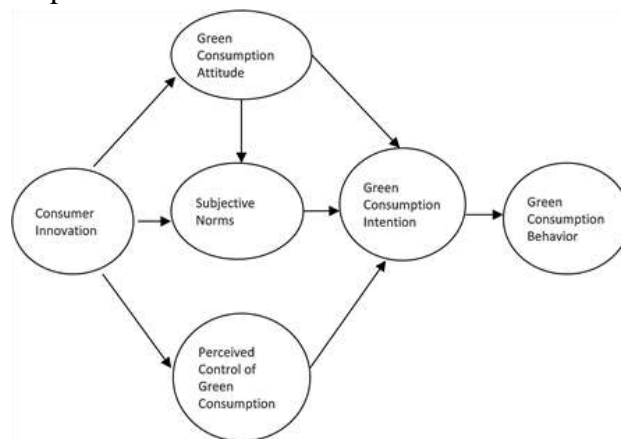 Green
Consumption
Attitude
Consumer
Innovation
Subjective
Norms
Green
Consumption
Intention
Green
Consumption
Behavior
Perceived
Control of
Green
Consumption